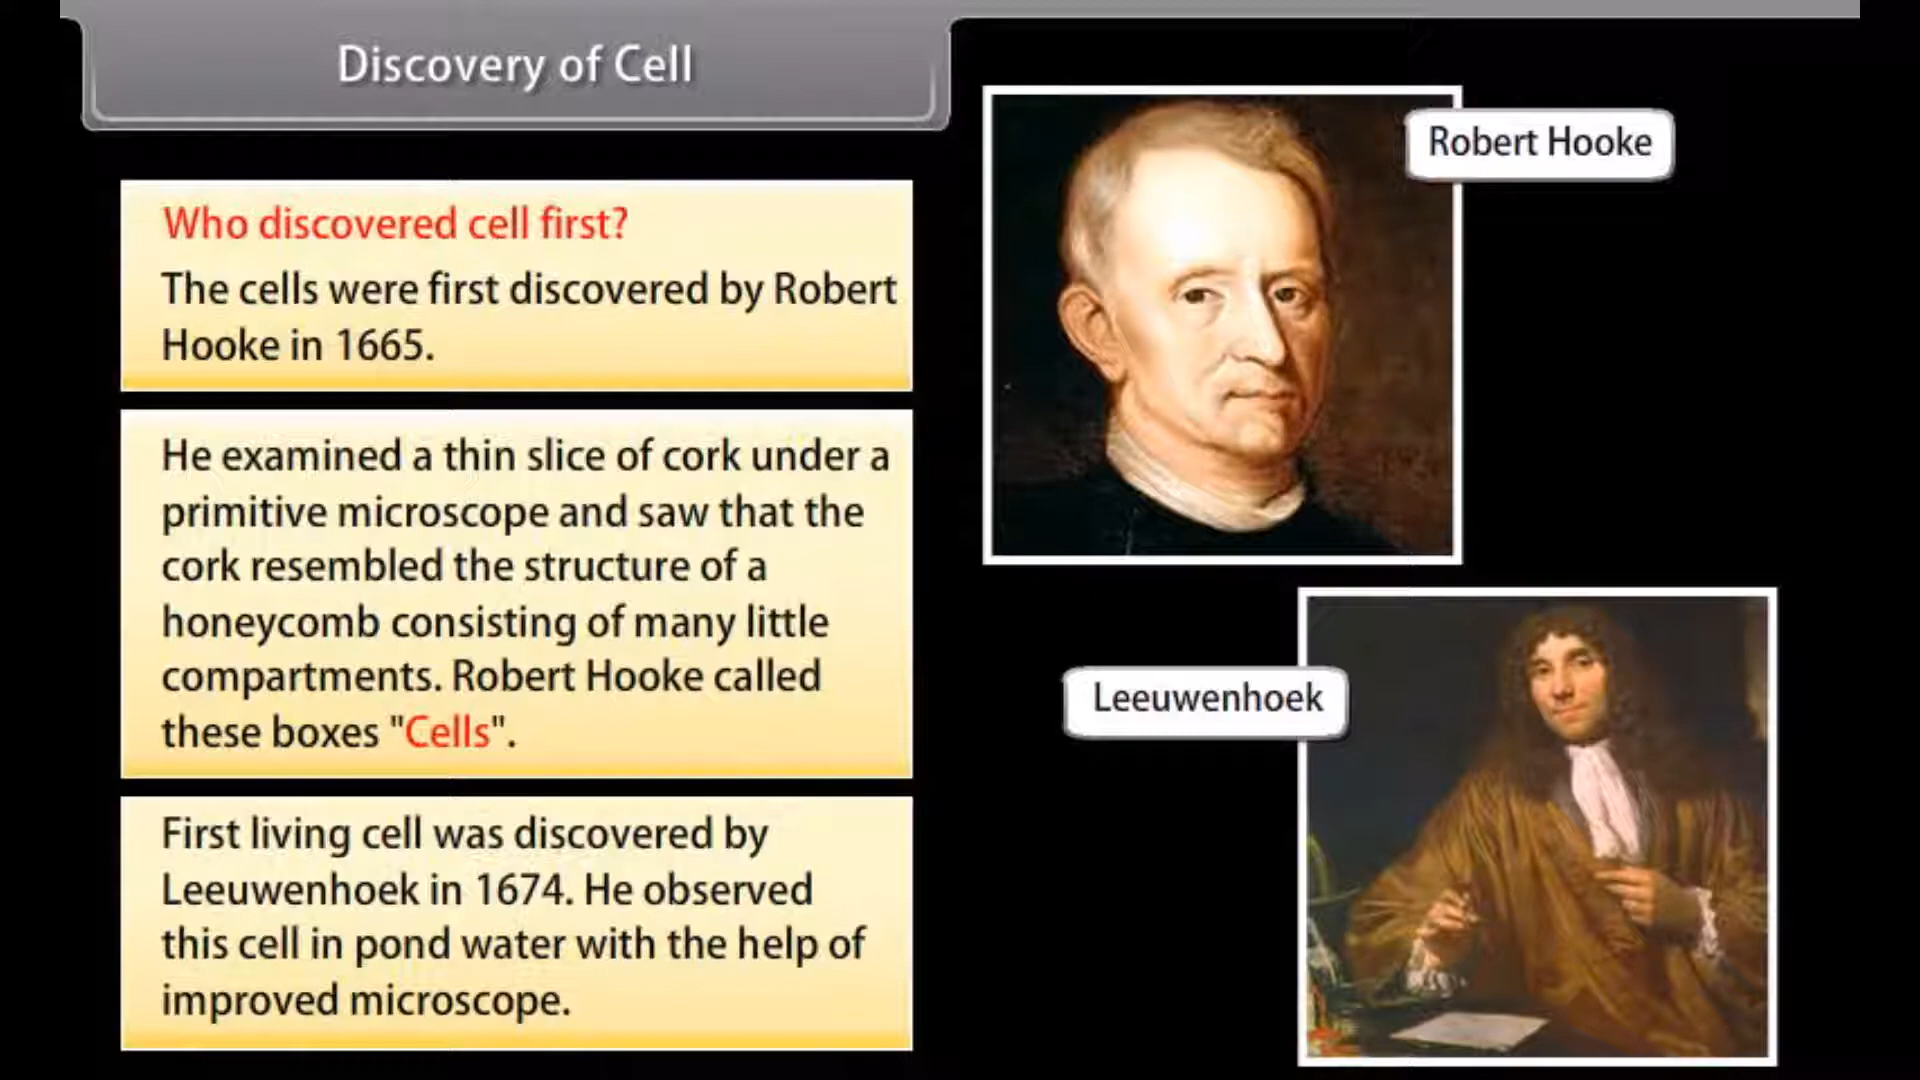 Discovery of Cell
Who discovered cell first?
The cells were first discovered by Robert
Hooke in 1665.
He examined a thin slice of cork under a
primitive microscope and saw that the
cork resembled the structure of a
honeycomb consisting of many little
compartments. Robert Hooke called
these boxes "Cells".
First living cell was discovered by
Leeuwenhoek in 1674. He observed
this cell in pond water with the help of
improved microscope.
Robert Hooke
Leeuwenhoek